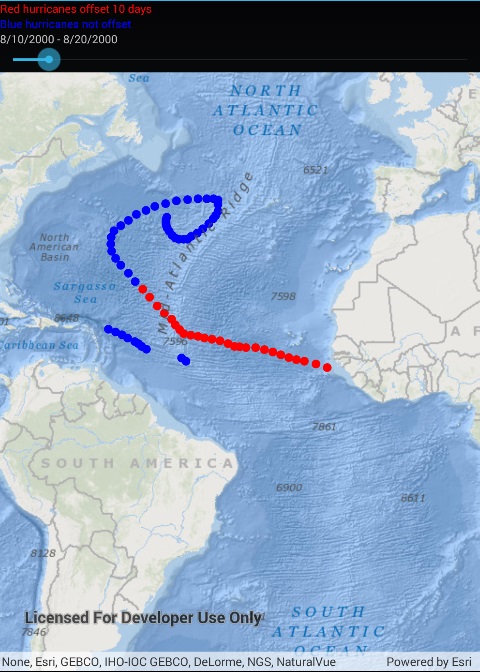 Red hurricanes offset 10 days
Blue hurricanes not offset
8/10/2000 - 8/20/2000
Sea
NORTH
ATLANTIC
OCEAN
E
6521
Mid-Atlantic Ridge
North
American
Basin
Sargasso
Sea
7598
8648
01
7596
Caribbean Sea
AF
7861
SOUTH AMERICA
6900
8611
8128
Licensed For Developer Use Only
SOUTH
ATLANTIC
OCEAN
7846
None, Esri, GEBCO, IHO-IOC GEBCO, DeLorme, NGS, NaturalVue
Powered by Esri